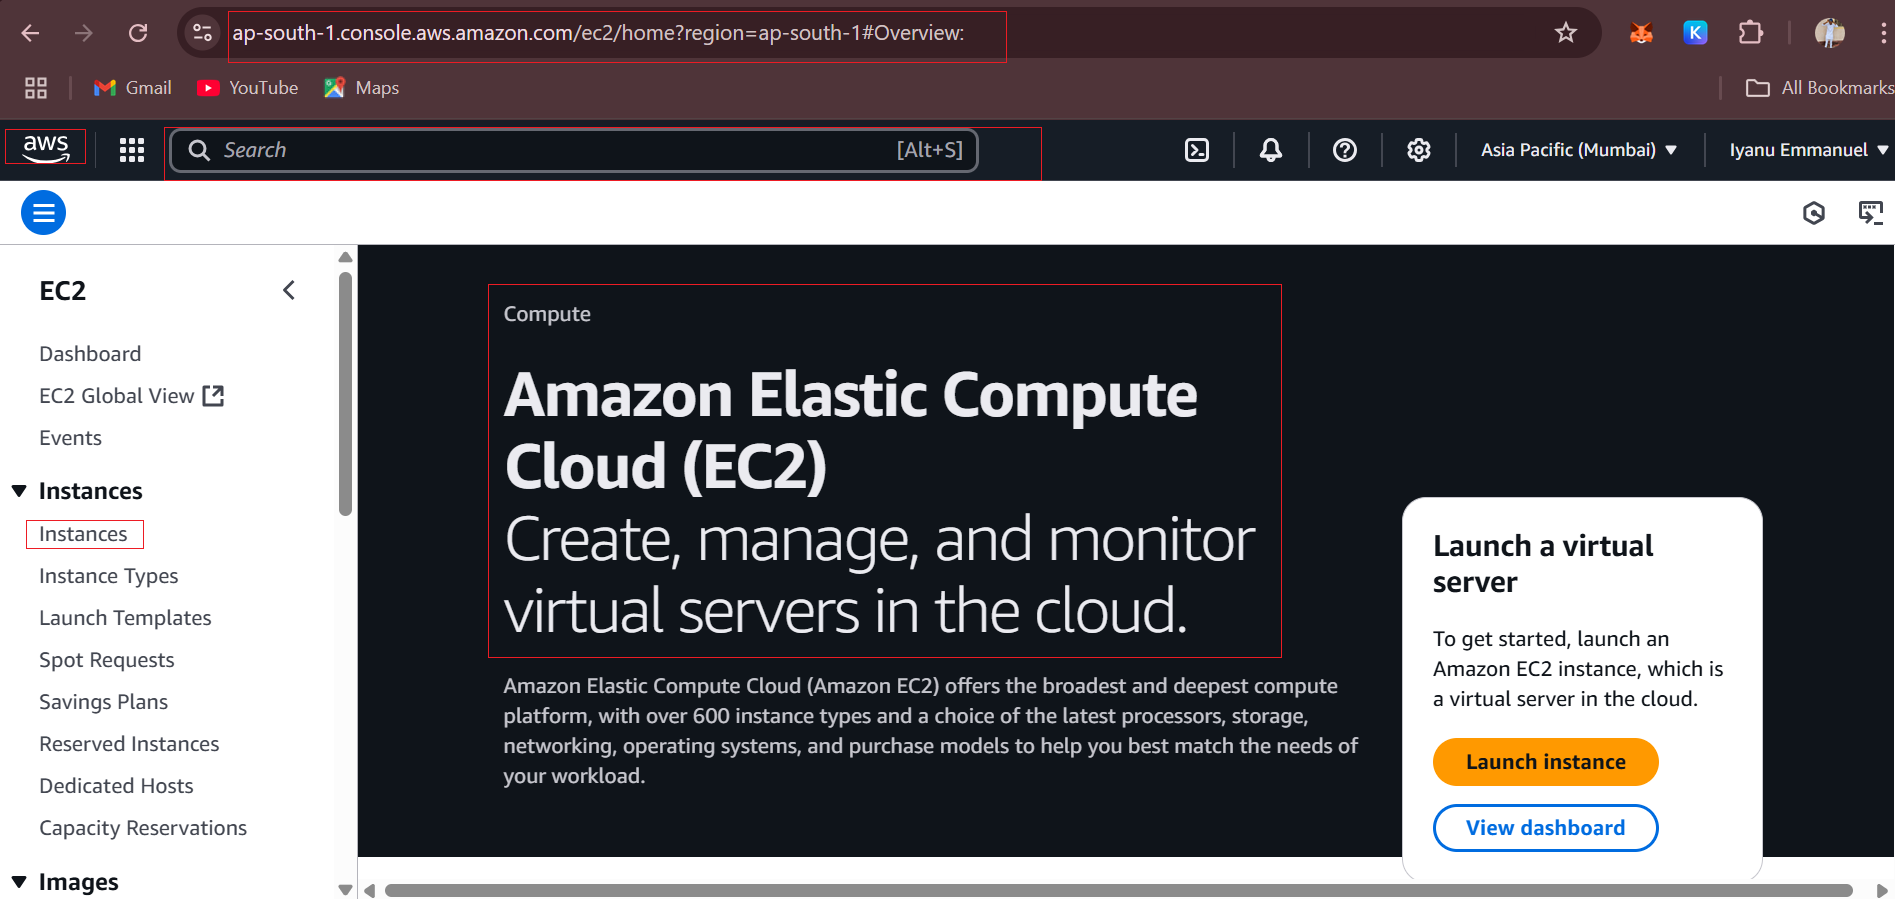 ap-south-1.console.aws.amazon.com/ec2/home?region=ap-south-1#Overview:
K
Gmail
YouTube
Maps
All Bookmarks
aws
Search
[Alt+S]
Asia Pacific (Mumbai)
Iyanu Emmanuel
EC2
Dashboard
EC2 Global View
Events
Instances
Instances
Instance Types
Launch Templates
Spot Requests
Savings Plans
Reserved Instances
Dedicated Hosts
Capacity Reservations
Images
Compute
Amazon Elastic Compute
Cloud (EC2)
Create, manage, and monitor
virtual servers in the cloud.
Amazon Elastic Compute Cloud (Amazon EC2) offers the broadest and deepest compute
platform, with over 600 instance types and a choice of the latest processors, storage,
networking, operating systems, and purchase models to help you best match the needs of
your workload.
Launch a virtual
server
To get started, launch an
Amazon EC2 instance, which is
a virtual server in the cloud.
Launch instance
View dashboard